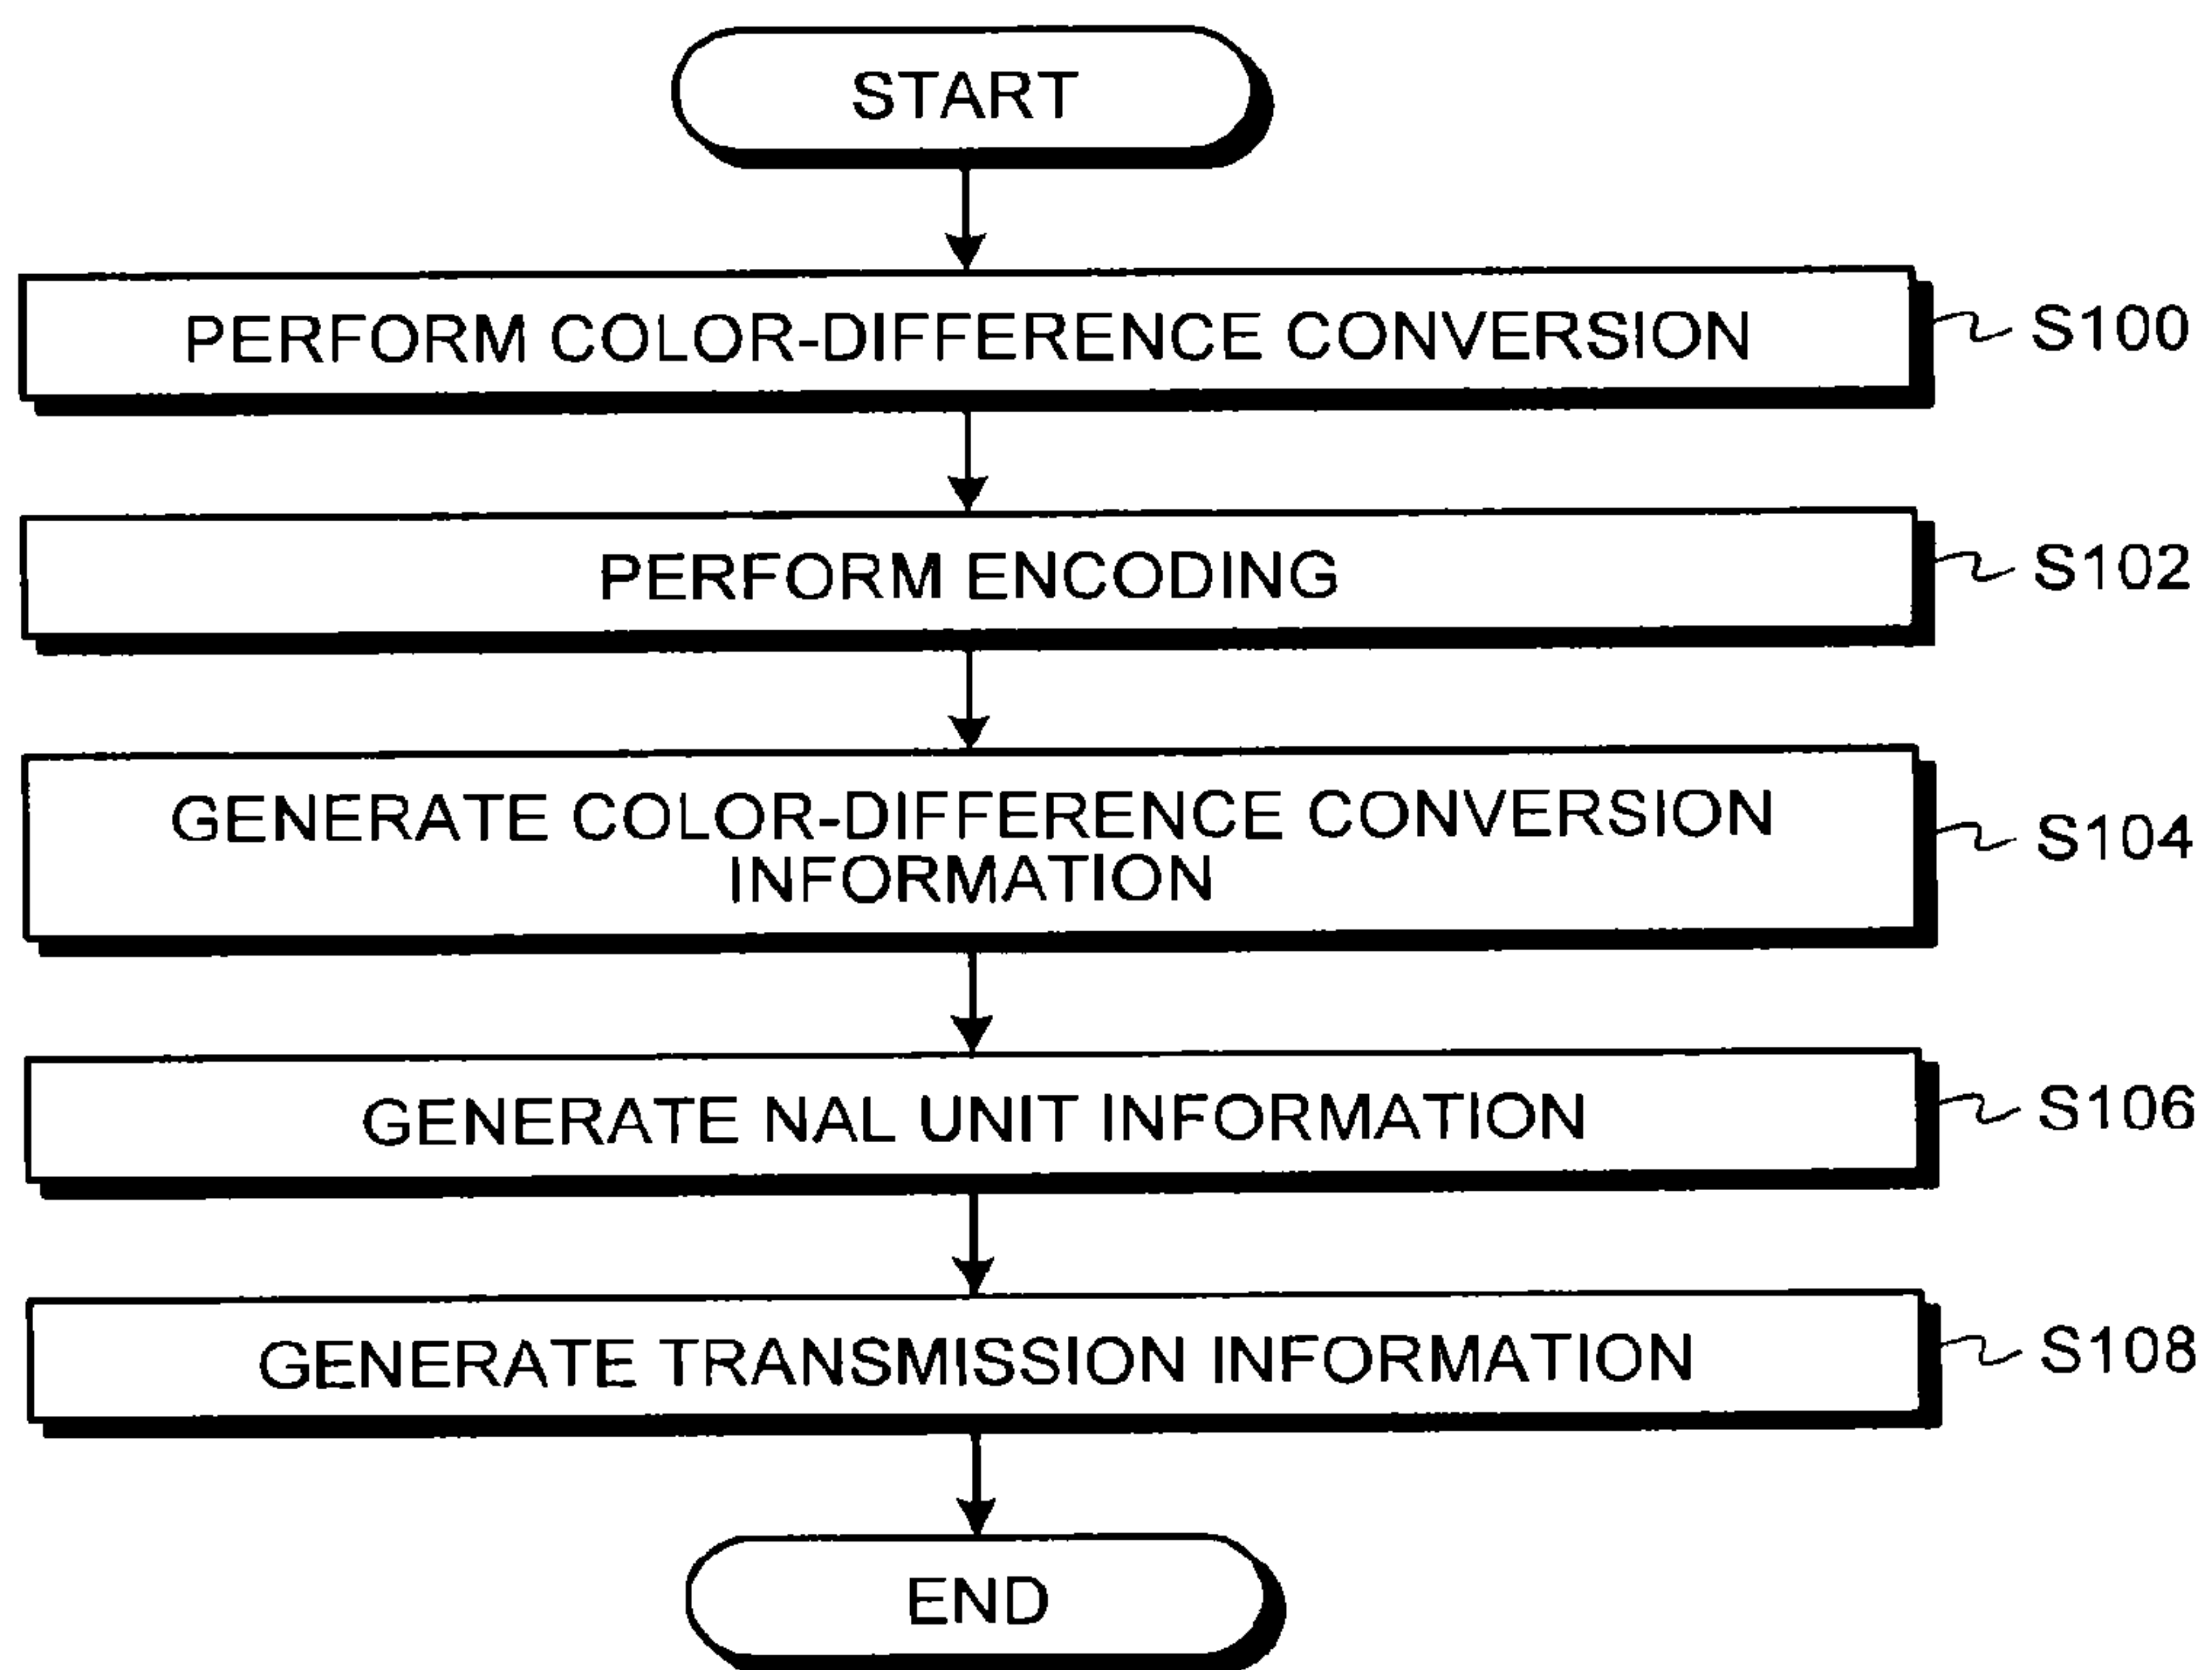 START
PERFORM COLOR-DIFFERENCE CONVERSION S100
PERFORM ENCODING S102
GENERATE COLOR-DIFFERENCE CONVERSION
INFORMATION
S104
GENERATE NAL UNIT INFORMATION S106
GENERATE TRANSMISSION INFORMATION S108
END